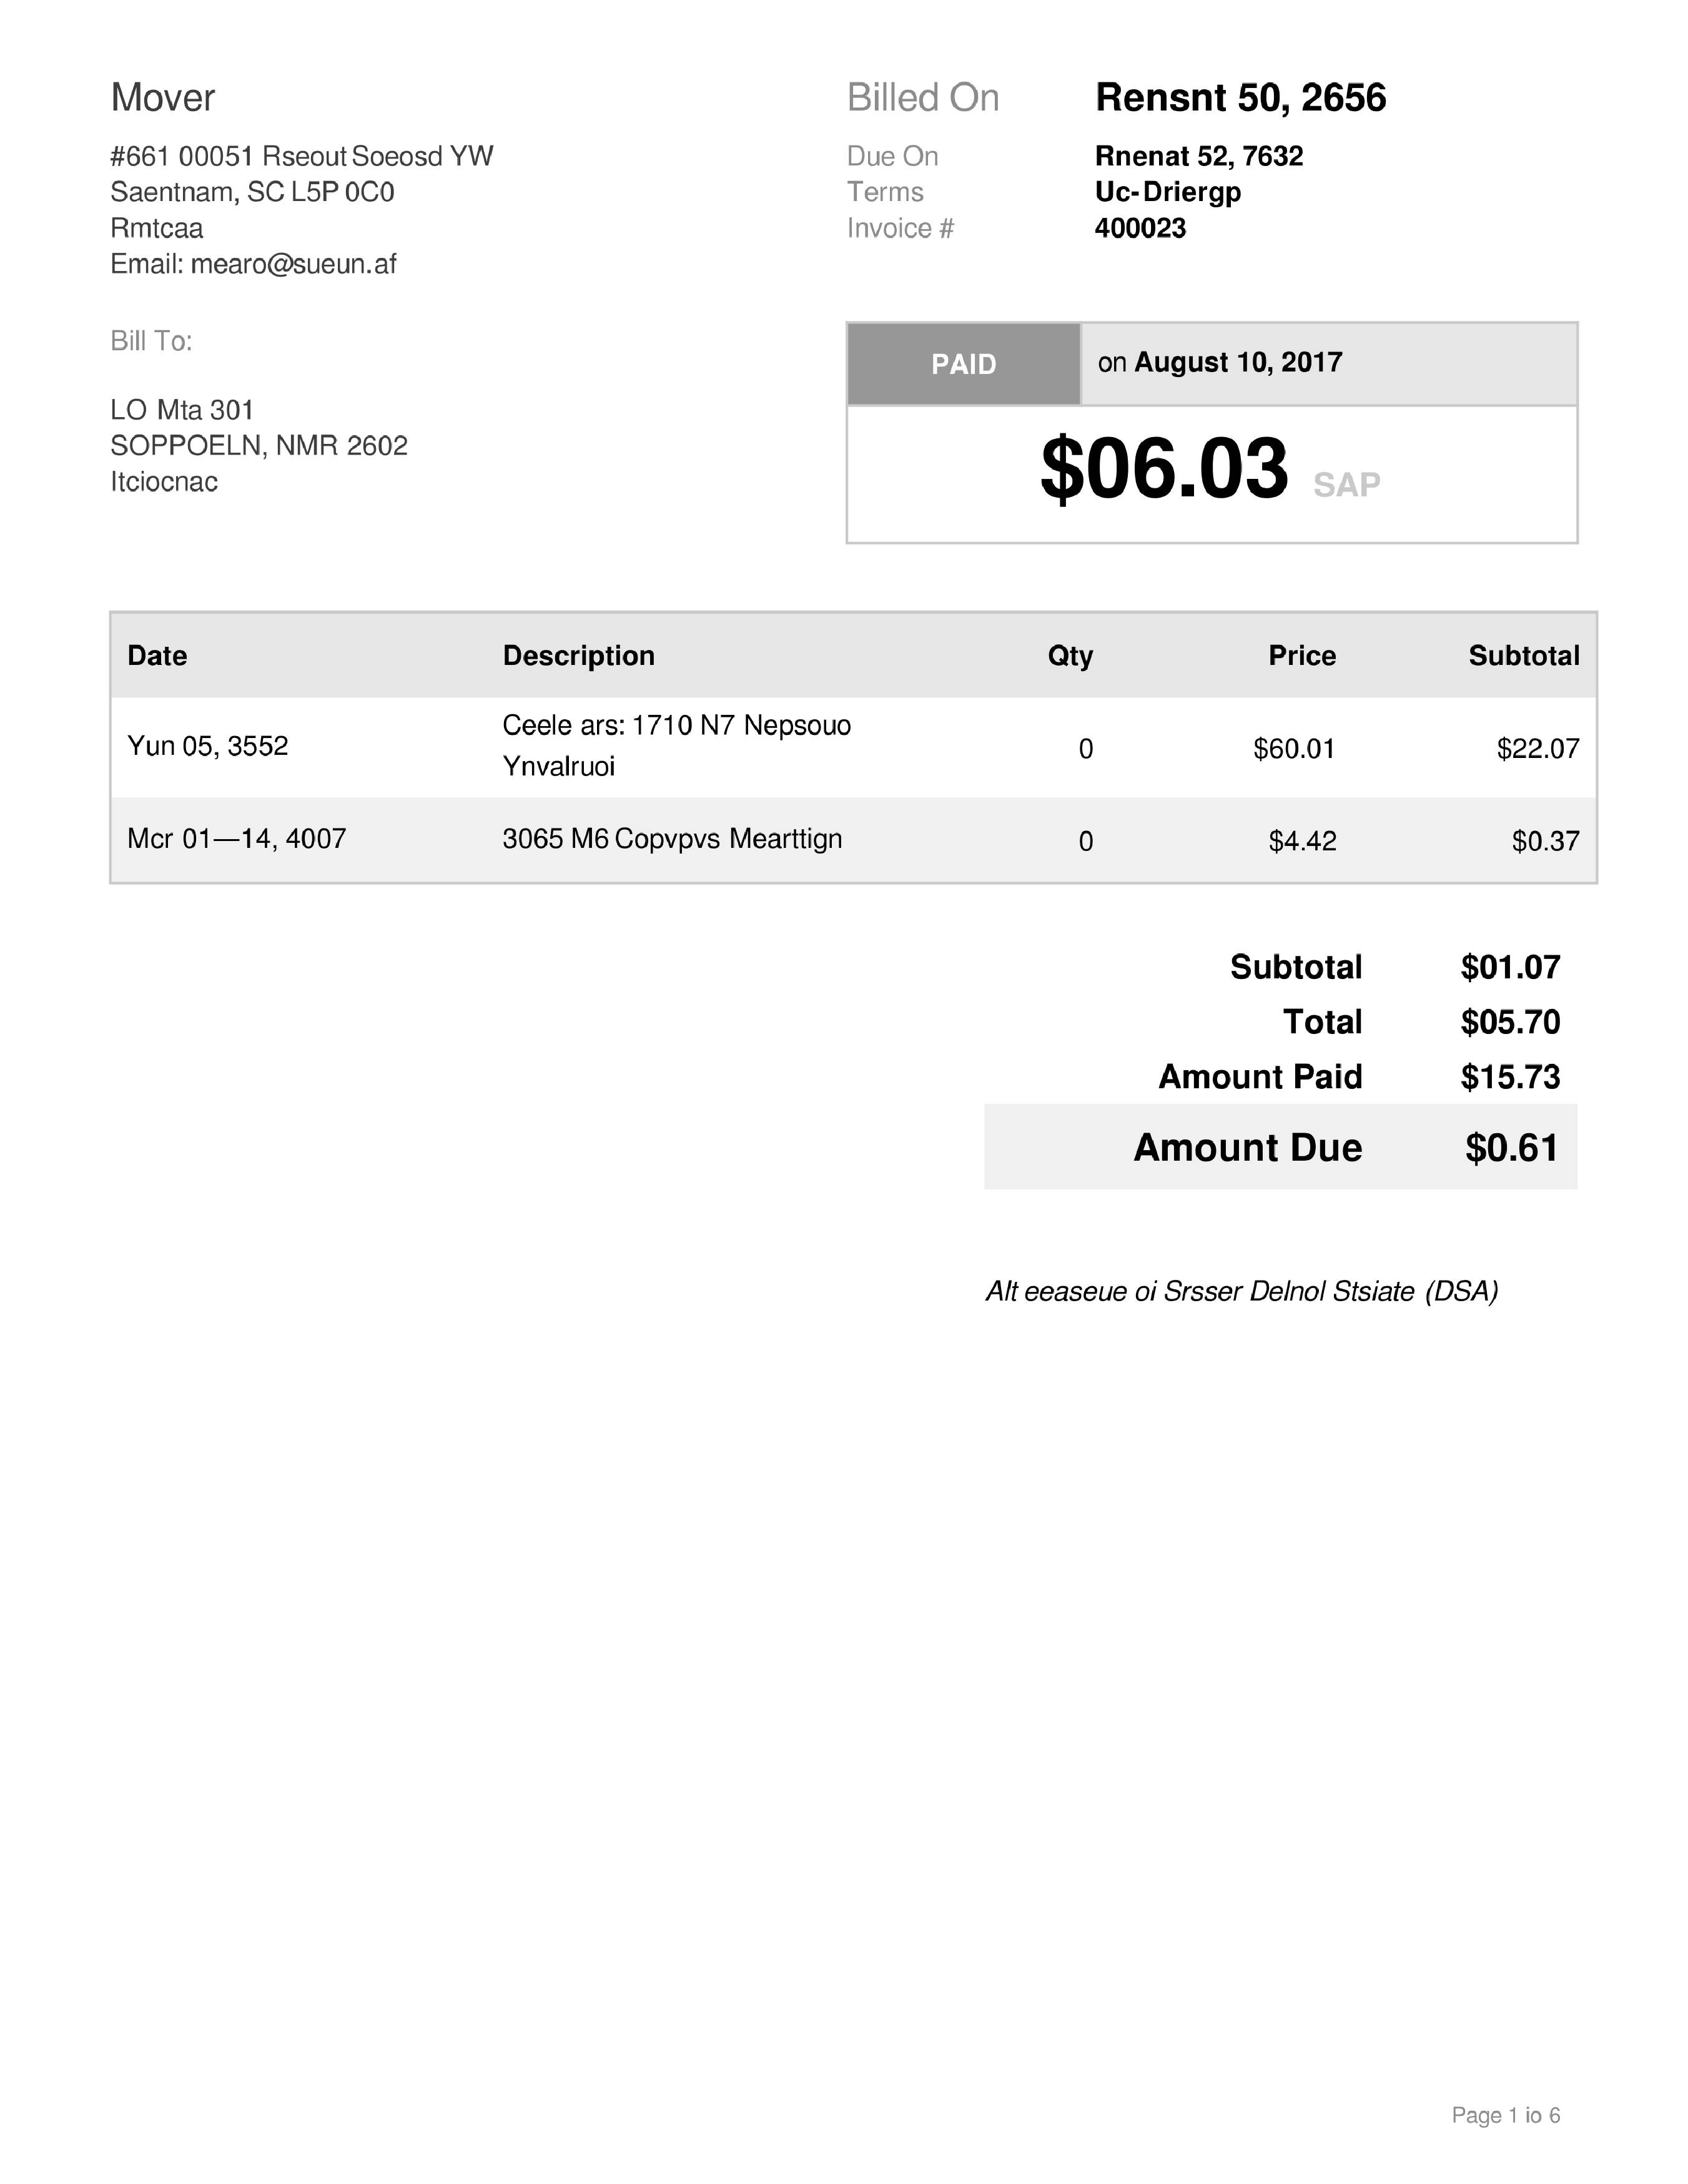 Mover
#661 00051 Rseout Soeosd YW
Saentnam, SC L5P 0C0
Rmtcaa
Email: mearo@sueun.af
Billed On Rensnt 50, 2656
Due On Rnenat 52, 7632
Terms Uc-Driergp
Invoice # 400023
Bill To:
LO Mta 301
SOPPOELN, NMR 2602
Itciocnac
PAID on August 10, 2017
$06.03 SAP
Date Description Qty Price Subtotal
Yun 05, 3552 Ceele ars: 1710 N7 Nepsouo 0 $60.01 $22.07
Ynvalruoi
Mcr 01—14, 4007 3065 M6 Copvpvs Mearttign 0 $4.42 $0.37
Subtotal $01.07
Total $05.70
Amount Paid $15.73
Amount Due $0.61
Alt eeaseue oi Srsser Delnol Stsiate (DSA)
Page 1 io 6